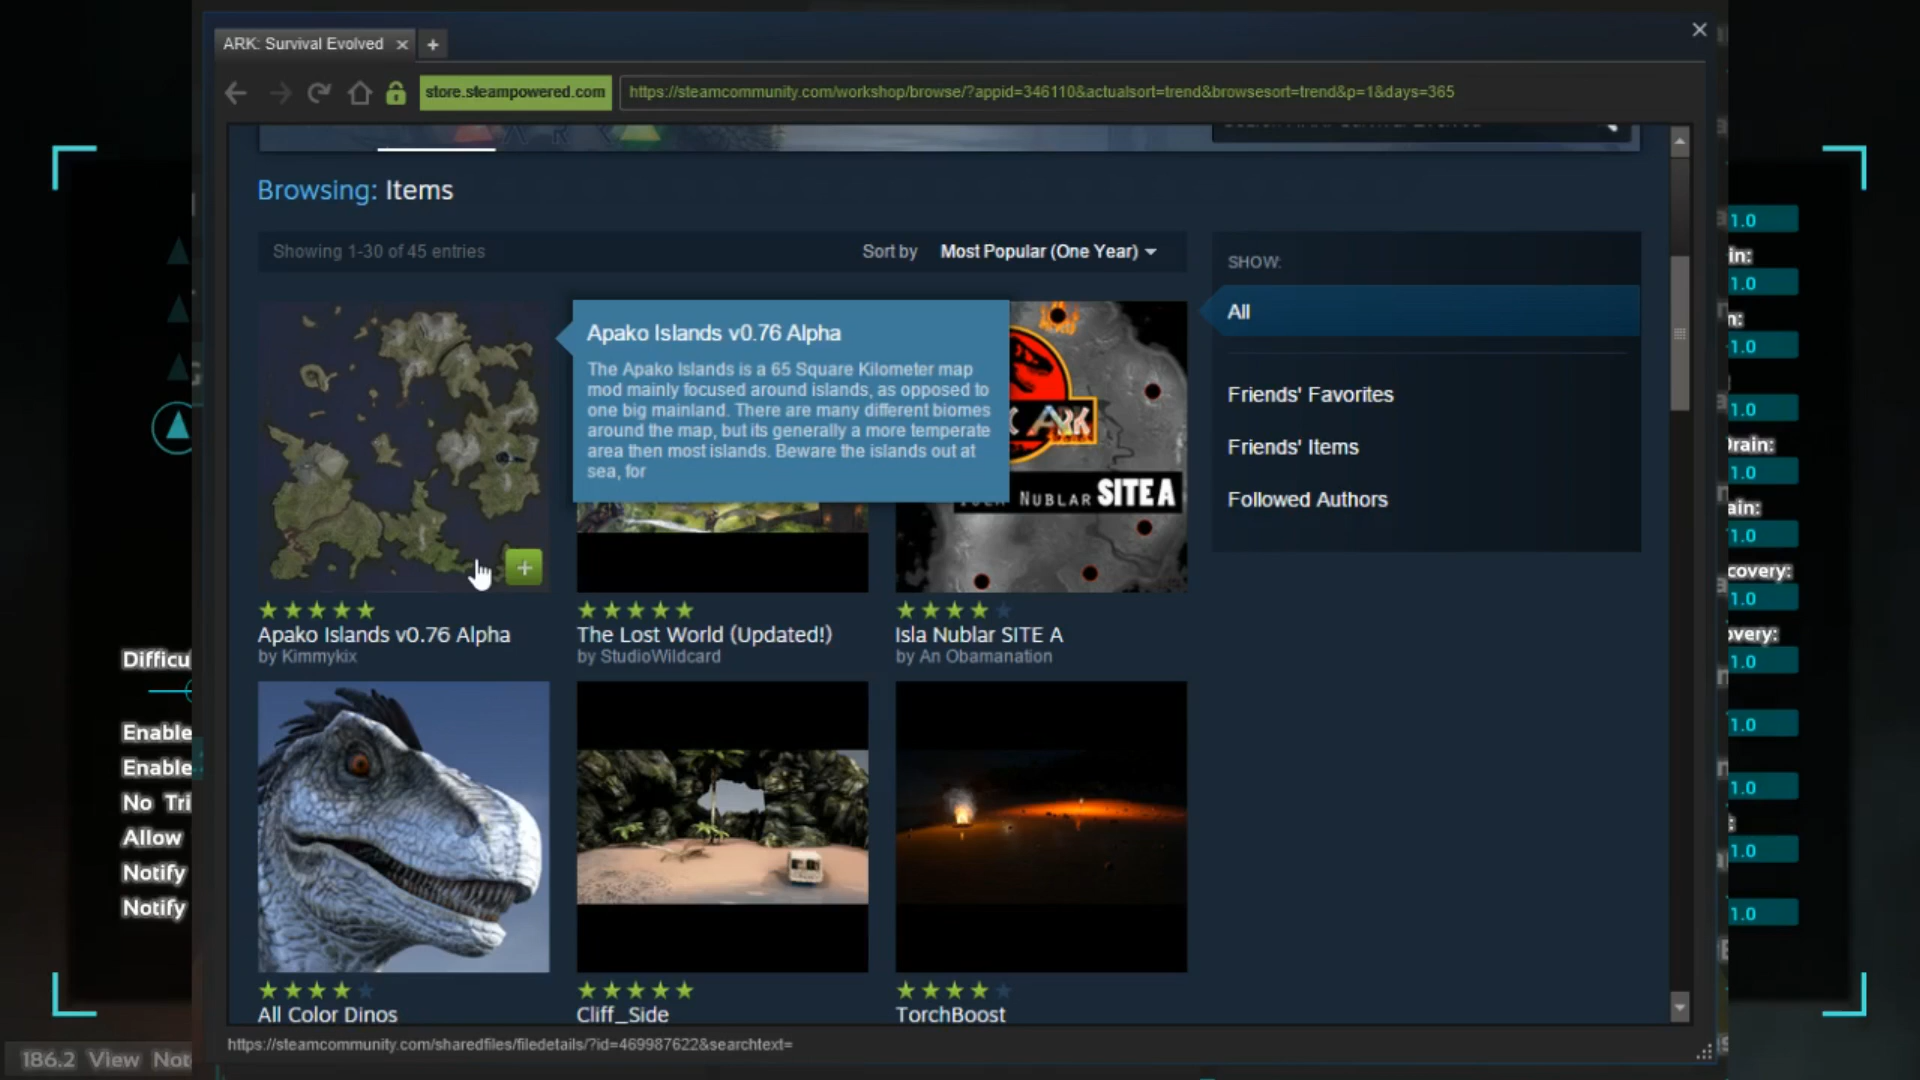 ARK: Survival Evolved
store.steampowered.com
https://steamcommunity.com/workshop/browse/?appid=346110&actualsort=trend&browsesort=trend&p=1&days=365
Browsing: Items
Showing 1-30 of 45 entries
Sort by Most Popular (One Year)
SHOW:
All
Friends' Favorites
Friends' Items
Followed Authors
Apako Islands v0.76 Alpha
The Apako Islands is a 65 Square Kilometer map
mod mainly focused around islands, as opposed to
one big mainland. There are many different biomes
around the map, but its generally a more temperate
area then most islands. Beware the islands out at
sea, for
ARK
NUBLAR SITE A
Apako Islands v0.76 Alpha
by Kimmykix
The Lost World (Updated!)
by StudioWildcard
Isla Nublar SITE A
by An Obamanation
All Color Dinos
Cliff_Side
TorchBoost
https://steamcommunity.com/sharedfiles/filedetails/?id=469987622&searchtext=
Difficu
Enable
Enable
No Tri
Allow
Notify
Notify
186.2 View Not
1.0
in:
1.0
n:
1.0
1.0
Drain:
1.0
ain:
1.0
covery:
1.0
overy:
1.0
1.0
1.0
1.0
1.0